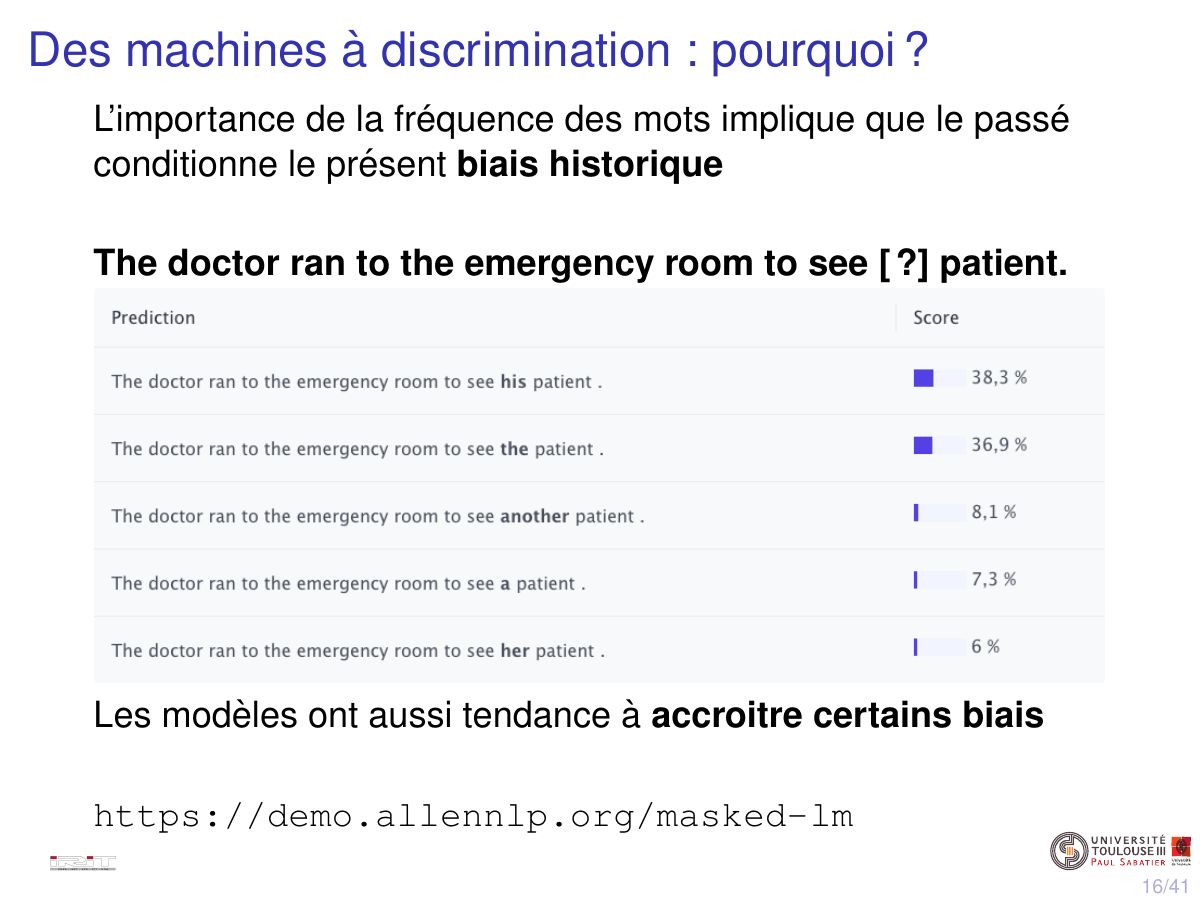 Des machines à discrimination : pourquoi ?
L'importance de la fréquence des mots implique que le passé
conditionne le présent biais historique
The doctor ran to the emergency room to see [ ?] patient.
Prediction Score
The doctor ran to the emergency room to see his patient . 38,3 %
The doctor ran to the emergency room to see the patient . 36,9 %
The doctor ran to the emergency room to see another patient . 8,1 %
The doctor ran to the emergency room to see a patient . 7,3 %
The doctor ran to the emergency room to see her patient . 6 %
Les modèles ont aussi tendance à accroitre certains biais
https://demo.allennlp.org/masked-lm
IRIT
UNIVERSITÉ
TOULOUSE III
PAUL SABATIER
16/41